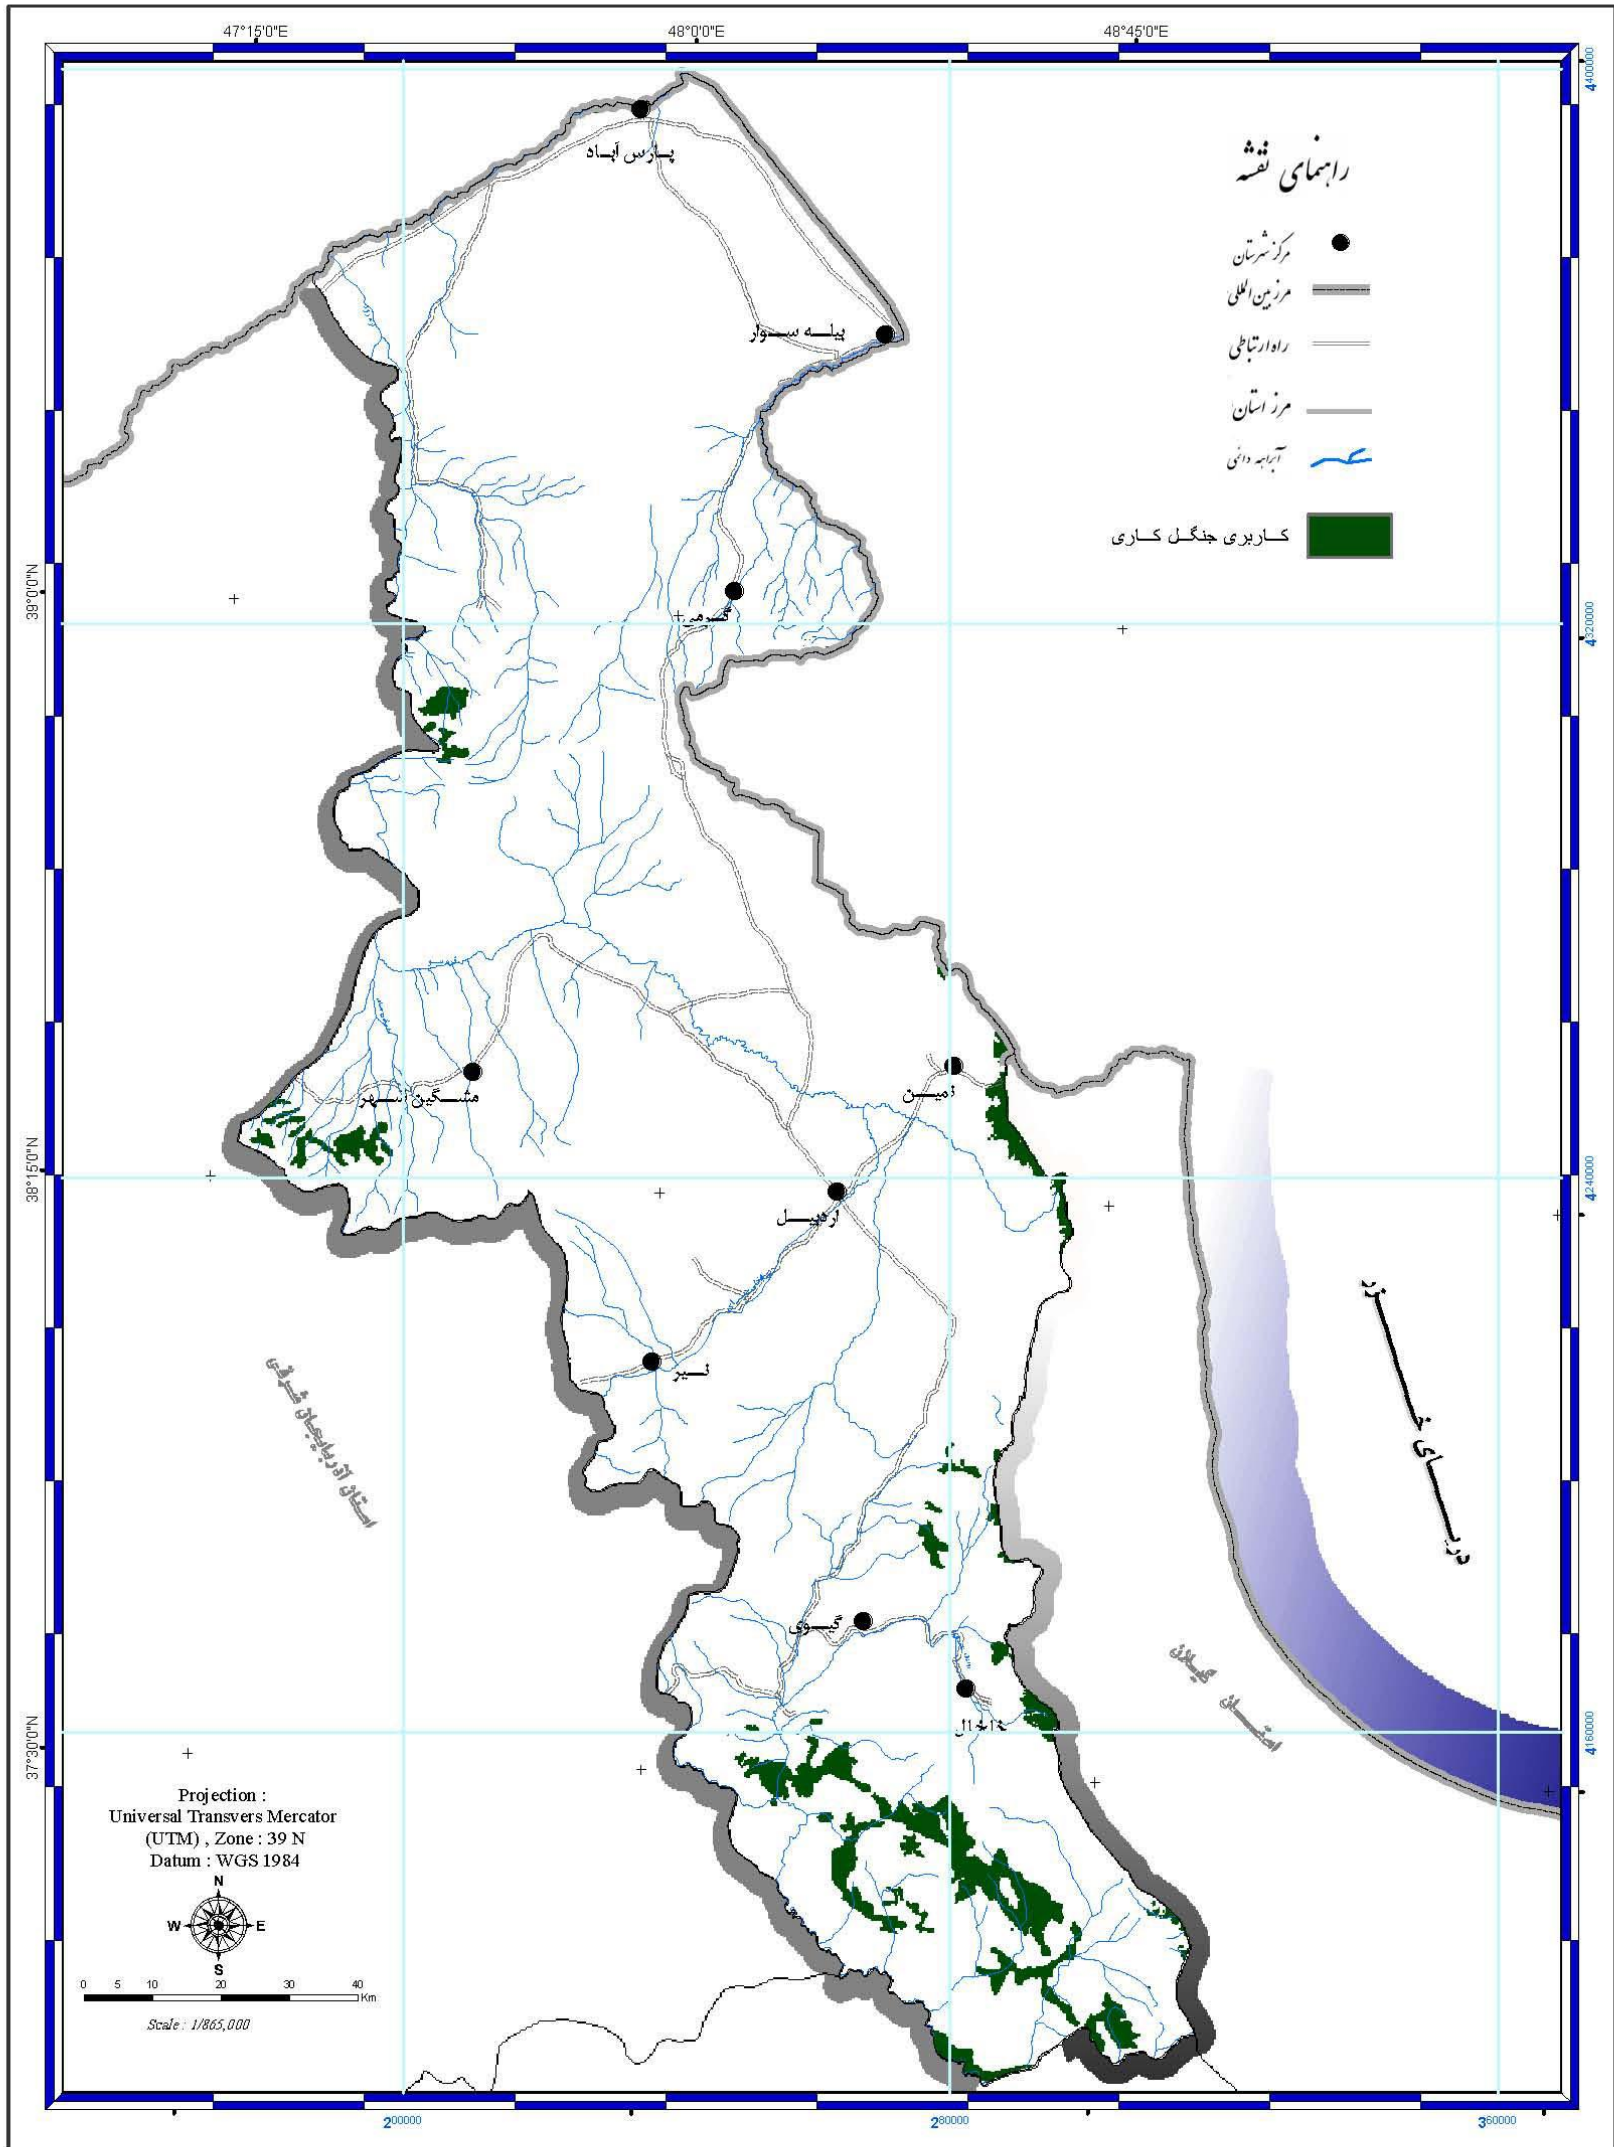 47°15'0"E
48°0'0"E
48°45'0"E
4400000
راهنمای نقشه
مرکز شهرستان
مرز بین المللی
راه ارتباطی
مرز استان
آبراهه دائمی
کاربری جنگل کاری
پارس آباد
بیله سوار
39°0'0"N
4320000
گرمی
مشگین شهر
نمین
38°15'0"N
4240000
اردبیل
نیر
استان آذربایجان شرقی
دریای خزر
گیوی
خلخال
استان گیلان
37°30'0"N
4160000
Projection :
Universal Transvers Mercator
(UTM) , Zone : 39 N
Datum : WGS 1984
N
W E
S
0 5 10 20 30 40
Km
Scale : 1/865,000
200000
280000
360000